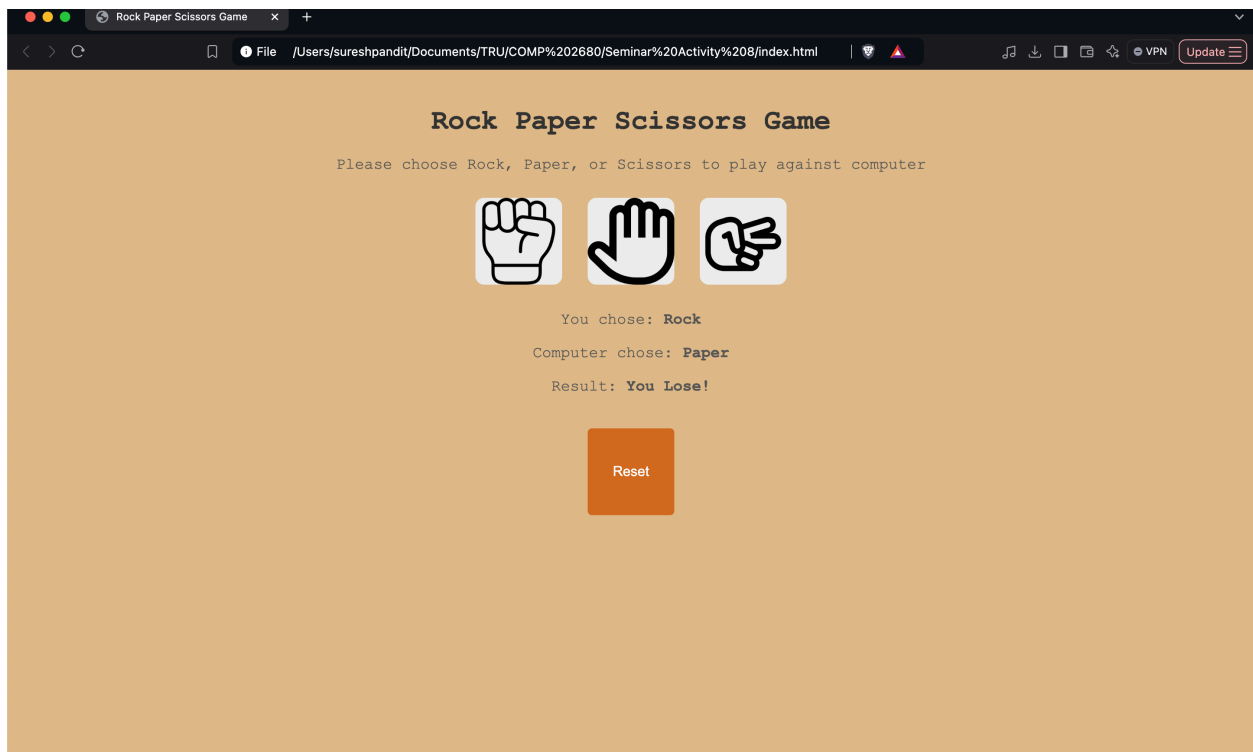 Rock Paper Scissors Game
File /Users/sureshpandit/Documents/TRU/COMP%202680/Seminar%20Activity%208/index.html VPN Update
Rock Paper Scissors Game
Please choose Rock, Paper, or Scissors to play against computer
You chose: Rock
Computer chose: Paper
Result: You Lose!
Reset